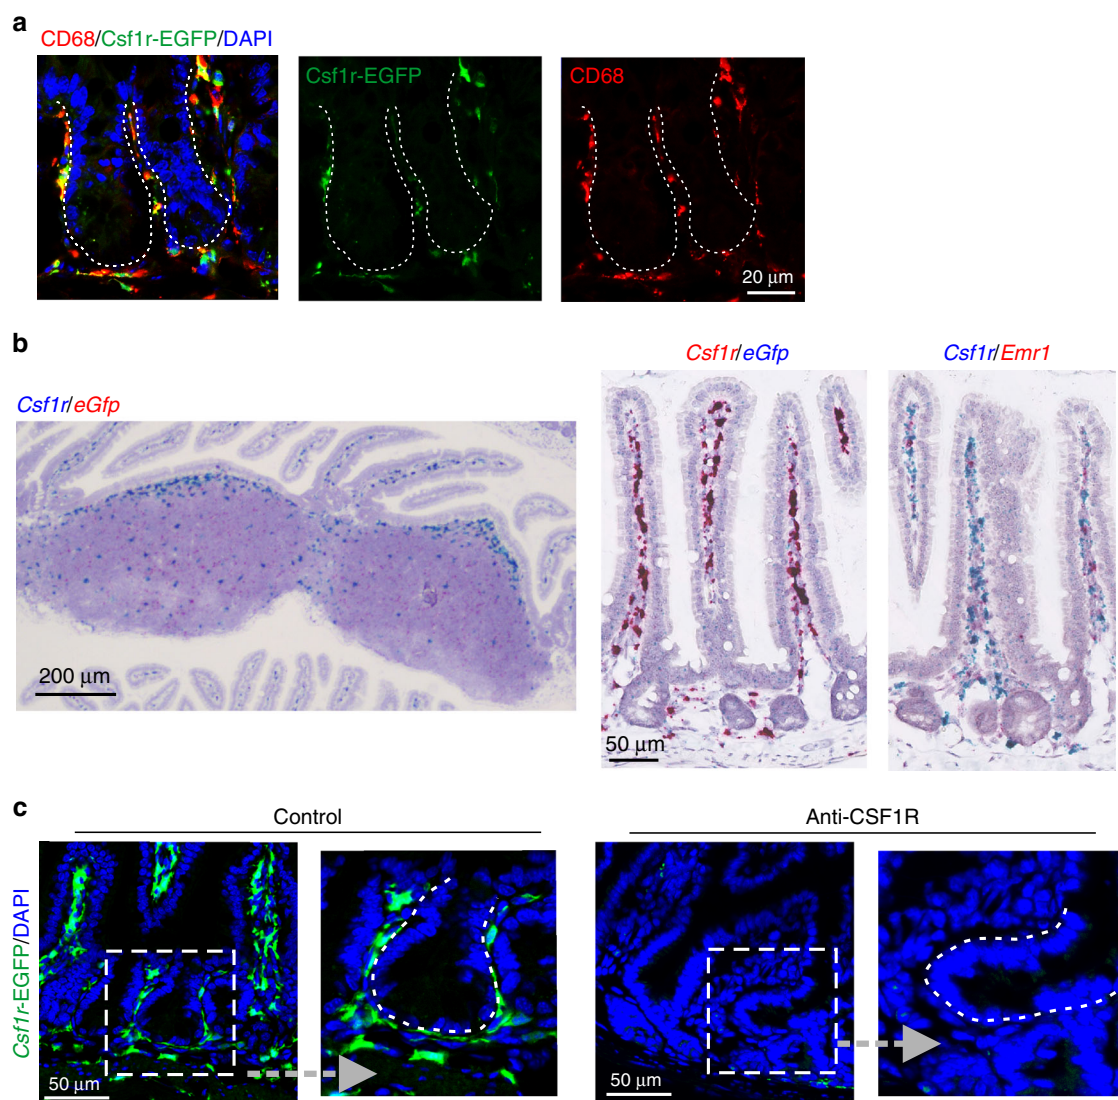 a
CD68/Csf1r-EGFP/DAPI
Csf1r-EGFP
CD68
20 µm
b
Csf1r/eGfp
Csf1r/eGfp
Csf1r/Emr1
200 µm
50 µm
c
Control
Anti-CSF1R
Csf1r-EGFP/DAPI
50 µm
50 µm